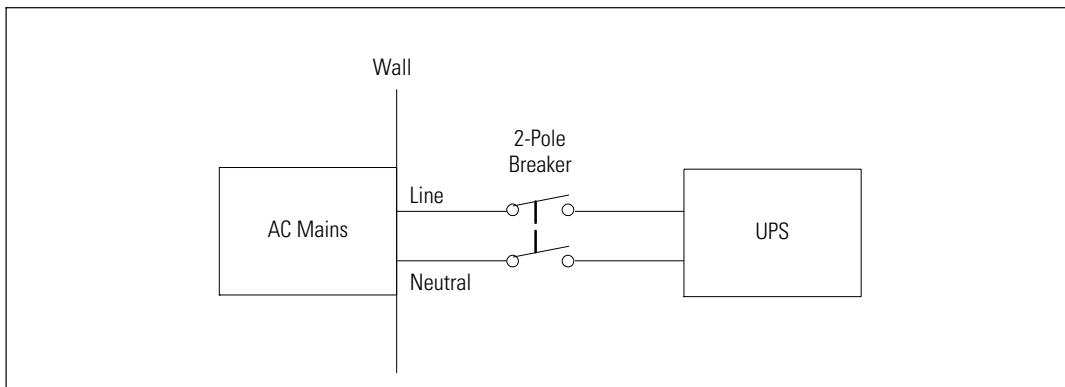 Wall
2-Pole
Breaker
Line
AC Mains
UPS
Neutral